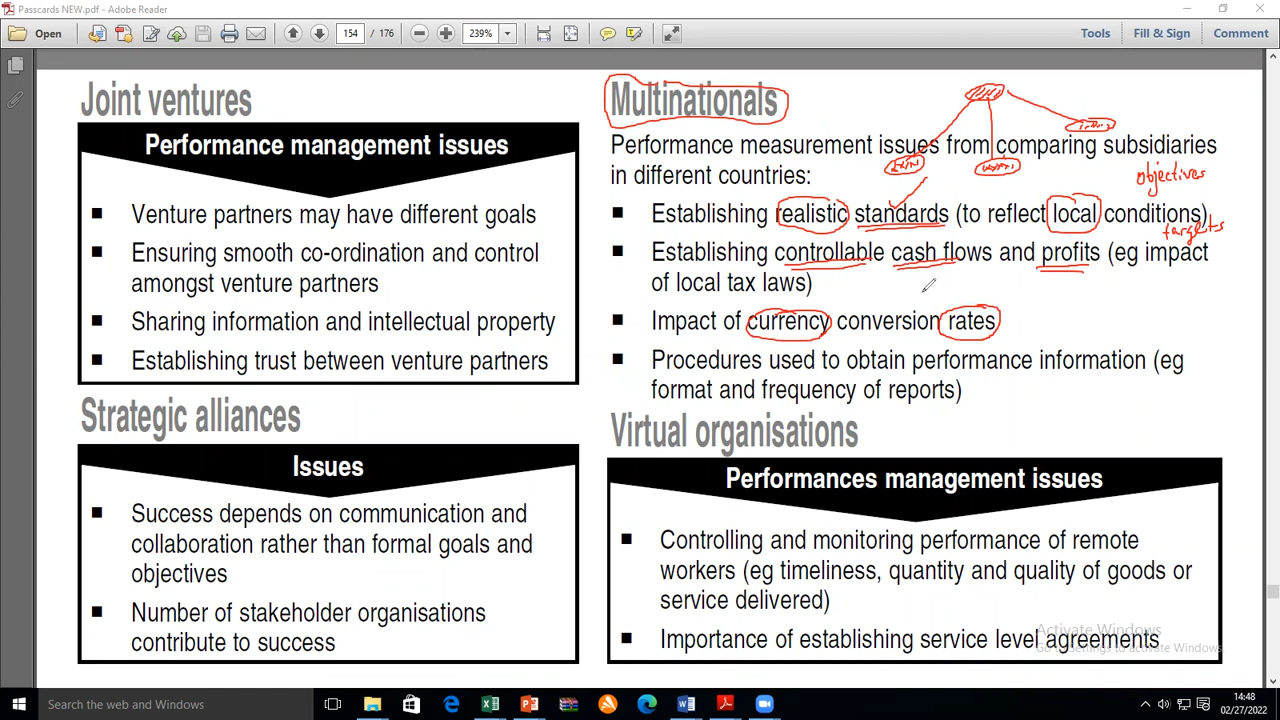 Passcards NEW.pdf - Adobe Reader
Open
154 / 176
239%
Tools
Fill & Sign
Comment
Joint ventures
Performance management issues
Venture partners may have different goals
Ensuring smooth co-ordination and control
amongst venture partners
Sharing information and intellectual property
Establishing trust between venture partners
Strategic alliances
Issues
Success depends on communication and
collaboration rather than formal goals and
objectives
Number of stakeholder organisations
contribute to success
Multinationals
Performance measurement issues from comparing subsidiaries
in different countries:
objectives
Establishing realistic standards (to reflect local conditions)
targets
Establishing controllable cash flows and profits (eg impact
of local tax laws)
Impact of currency conversion rates
Procedures used to obtain performance information (eg
format and frequency of reports)
Virtual organisations
Performances management issues
Controlling and monitoring performance of remote
workers (eg timeliness, quantity and quality of goods or
service delivered)
Importance of establishing service level agreements
Activate Windows
Go to Settings to activate Windows.
Search the web and Windows
14:48
02/27/2022